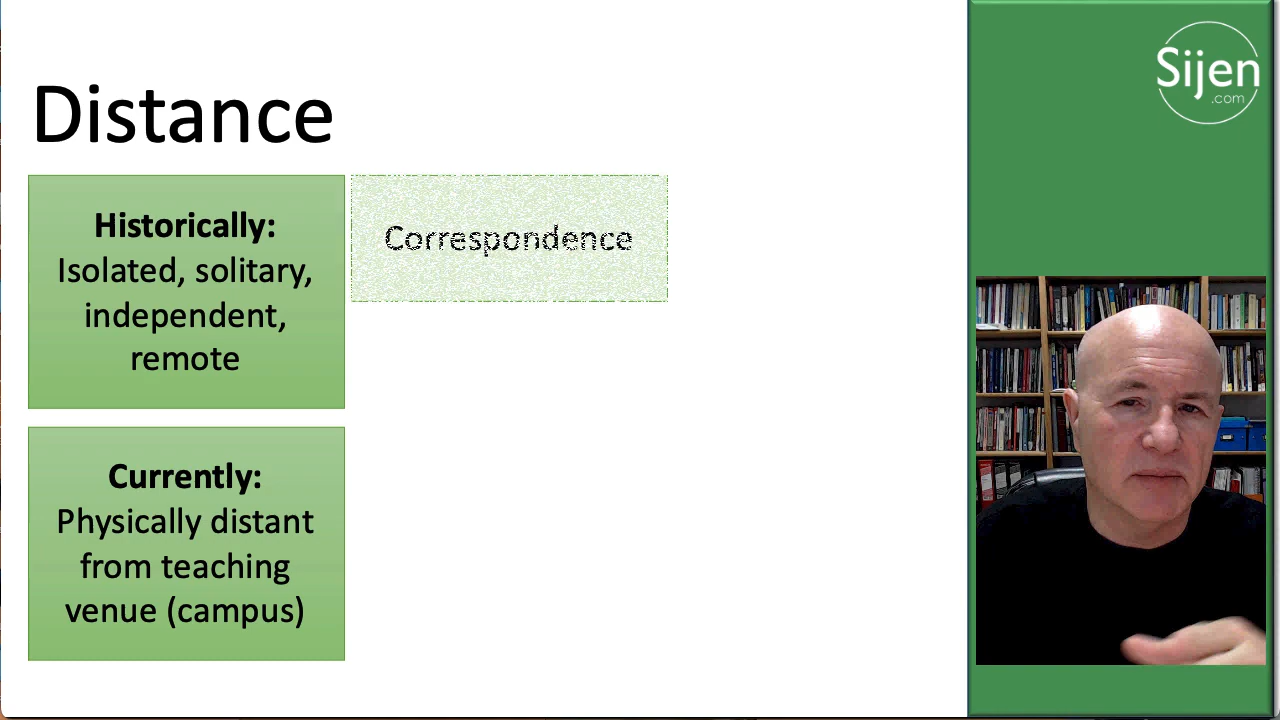 Distance
Historically:
Isolated, solitary,
independent,
remote
Correspondence
Currently:
Physically distant
from teaching
venue (campus)
Sijen
.com